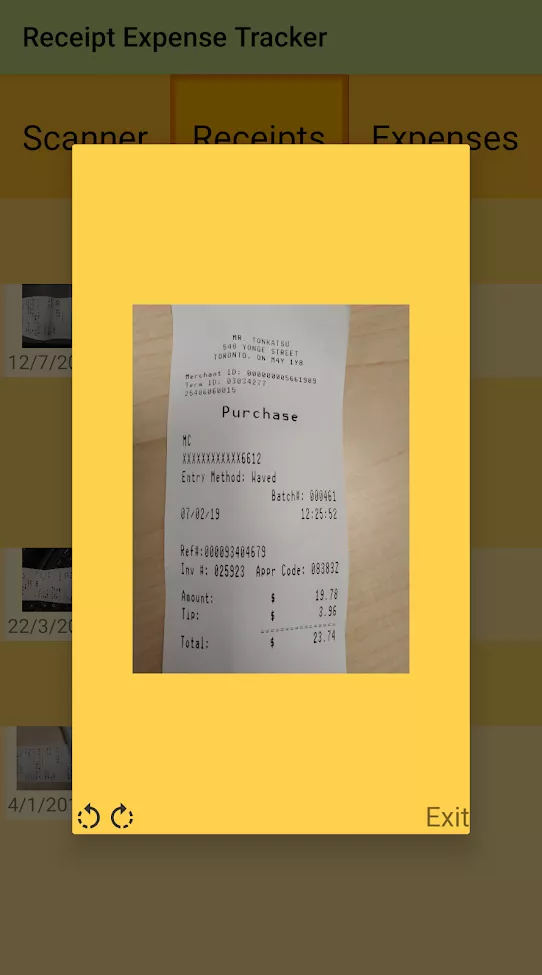 Receipt Expense Tracker
Scanner Receipts Expenses
MR. TONKATSU
540 YONGE STREET
TORONTO, ON M4Y 1Y8
Merchant ID: 000000005661909
Term ID: 03034277
25406060015
Purchase
MC
XXXXXXXXXXXX6612
Entry Method: Waved
Batch#: 000461
07/02/19 12:25:52
Ref#:000093404679
Inv #: 025923 Appr Code: 08383Z
Amount: $ 19.78
Tip: $ 3.96
Total: $ 23.74
12/7/20
22/3/20
4/1/201
Exit